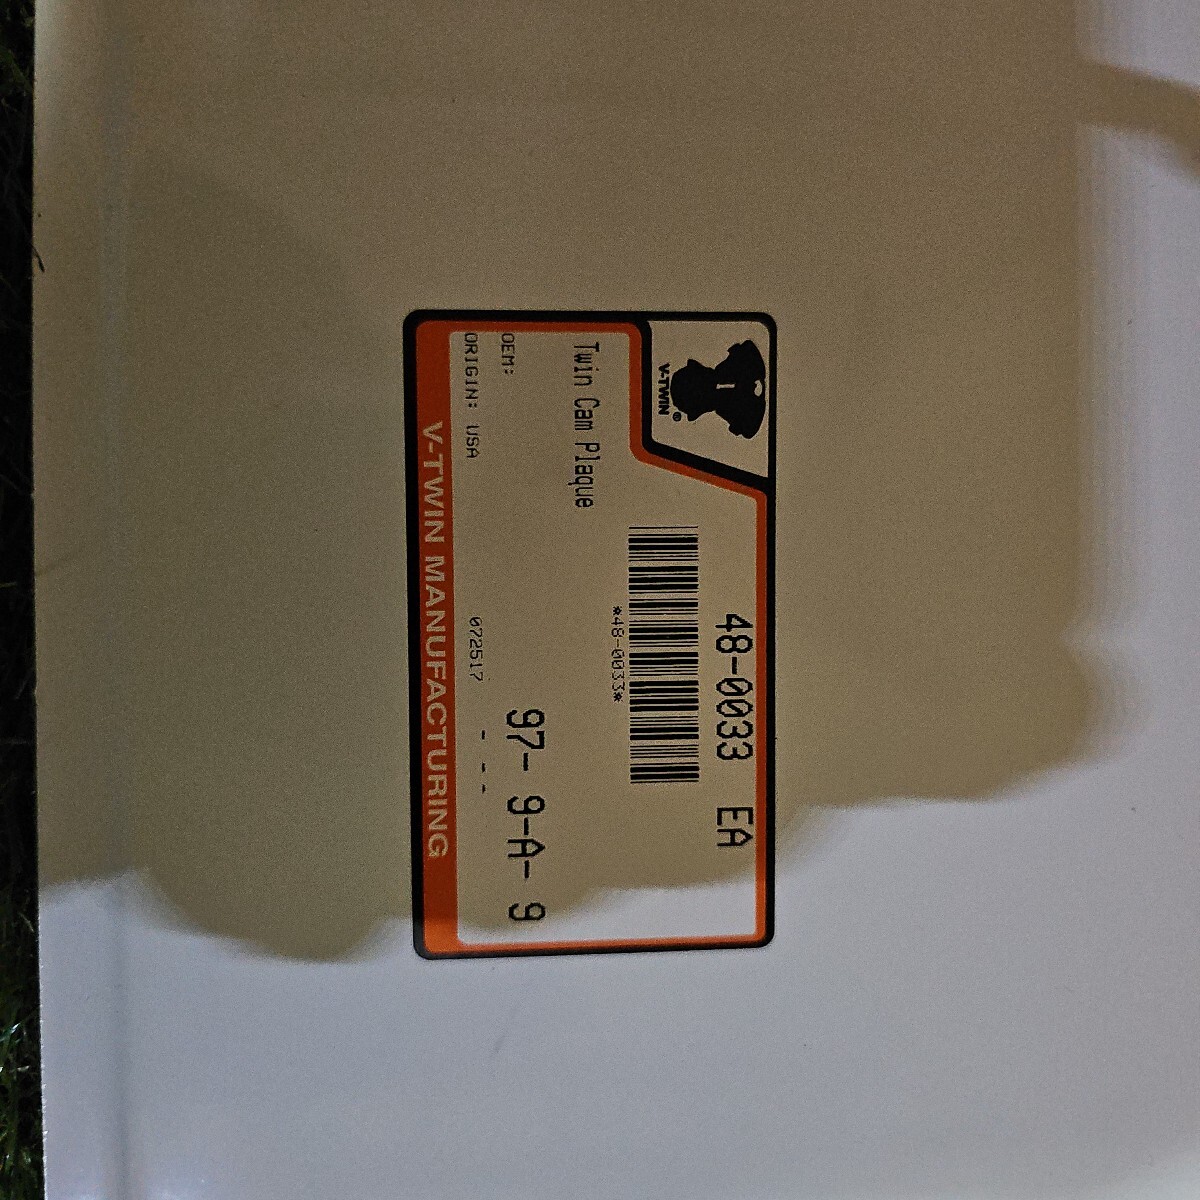 V-TWIN®
48-0033 EA
*48-0033*
Twin Cam Plaque
OEM:
97- 9-A- 9
ORIGIN: USA
072517
- - -
V-TWIN MANUFACTURING